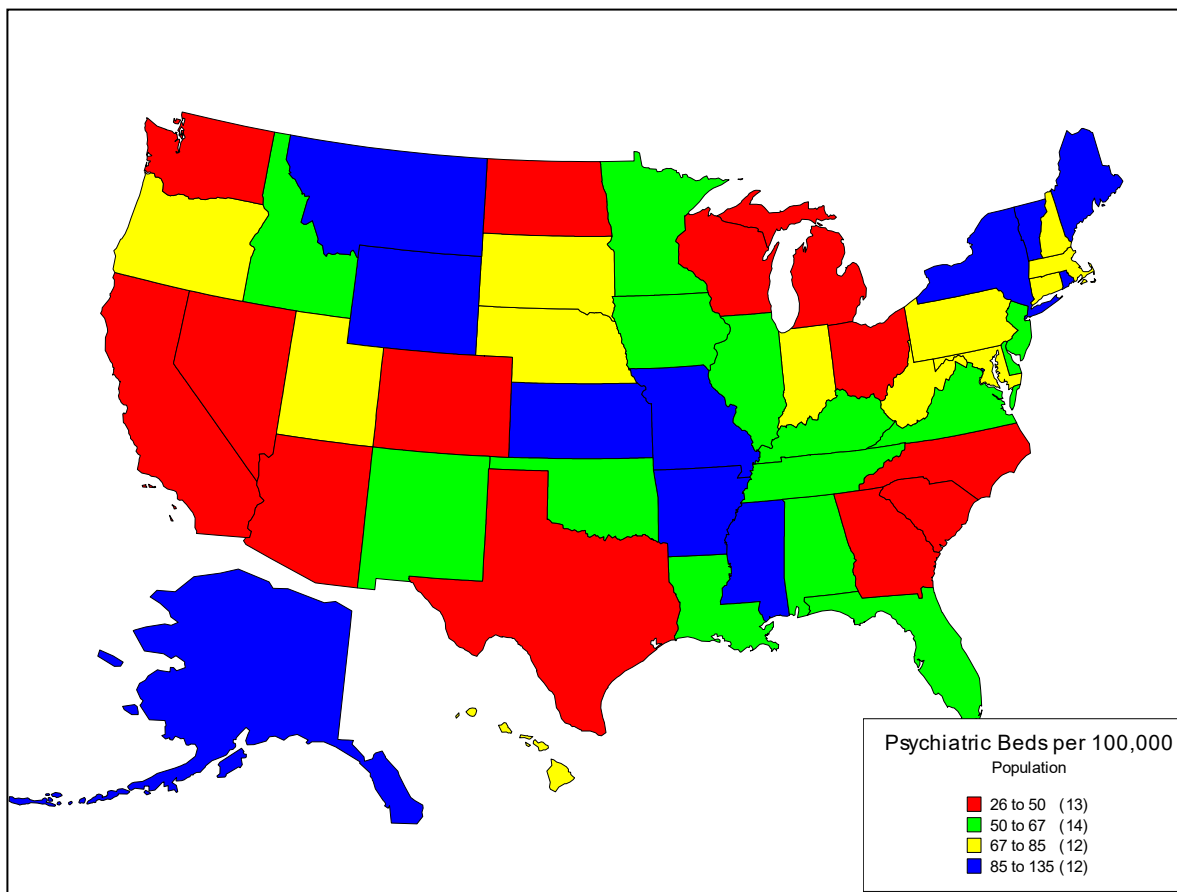 Psychiatric Beds per 100,000
Population
26 to 50 (13)
50 to 67 (14)
67 to 85 (12)
85 to 135 (12)